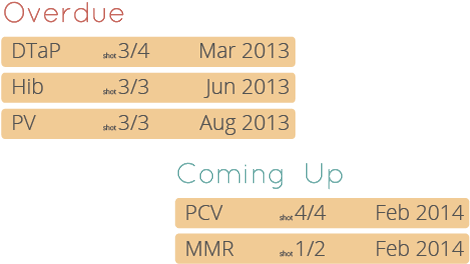 Overdue
DTaP shot 3/4 Mar 2013
Hib shot 3/3 Jun 2013
PV shot 3/3 Aug 2013
Coming Up
PCV shot 4/4 Feb 2014
MMR shot 1/2 Feb 2014